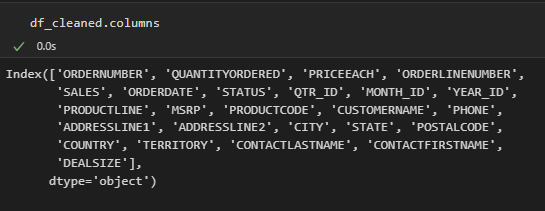 df_cleaned.columns
✓ 0.0s
Index(['ORDERNUMBER', 'QUANTITYORDERED', 'PRICEEACH', 'ORDERLINENUMBER',
'SALES', 'ORDERDATE', 'STATUS', 'QTR_ID', 'MONTH_ID', 'YEAR_ID',
'PRODUCTLINE', 'MSRP', 'PRODUCTCODE', 'CUSTOMERNAME', 'PHONE',
'ADDRESSLINE1', 'ADDRESSLINE2', 'CITY', 'STATE', 'POSTALCODE',
'COUNTRY', 'TERRITORY', 'CONTACTLASTNAME', 'CONTACTFIRSTNAME',
'DEALSIZE'],
dtype='object')